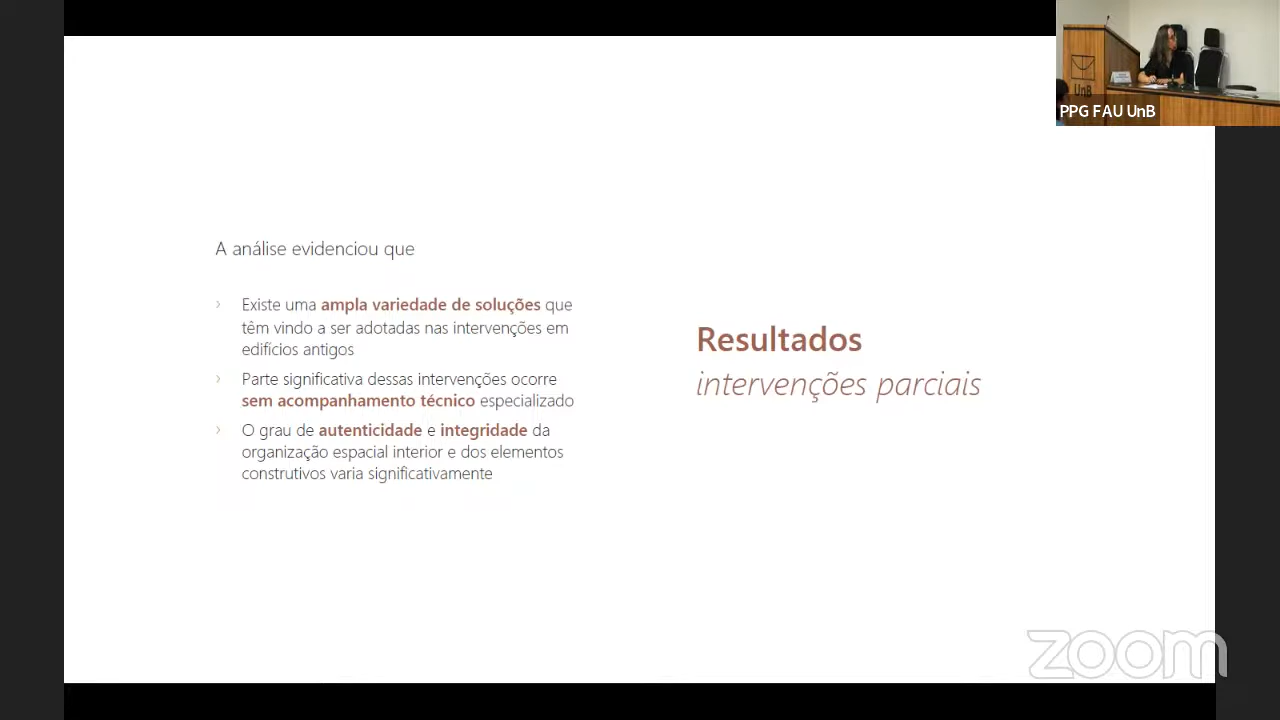 A análise evidenciou que
› Existe uma ampla variedade de soluções que
têm vindo a ser adotadas nas intervenções em
edifícios antigos
› Parte significativa dessas intervenções ocorre
sem acompanhamento técnico especializado
› O grau de autenticidade e integridade da
organização espacial interior e dos elementos
construtivos varia significativamente
Resultados
intervenções parciais
UnB
PPG FAU UnB
zoom